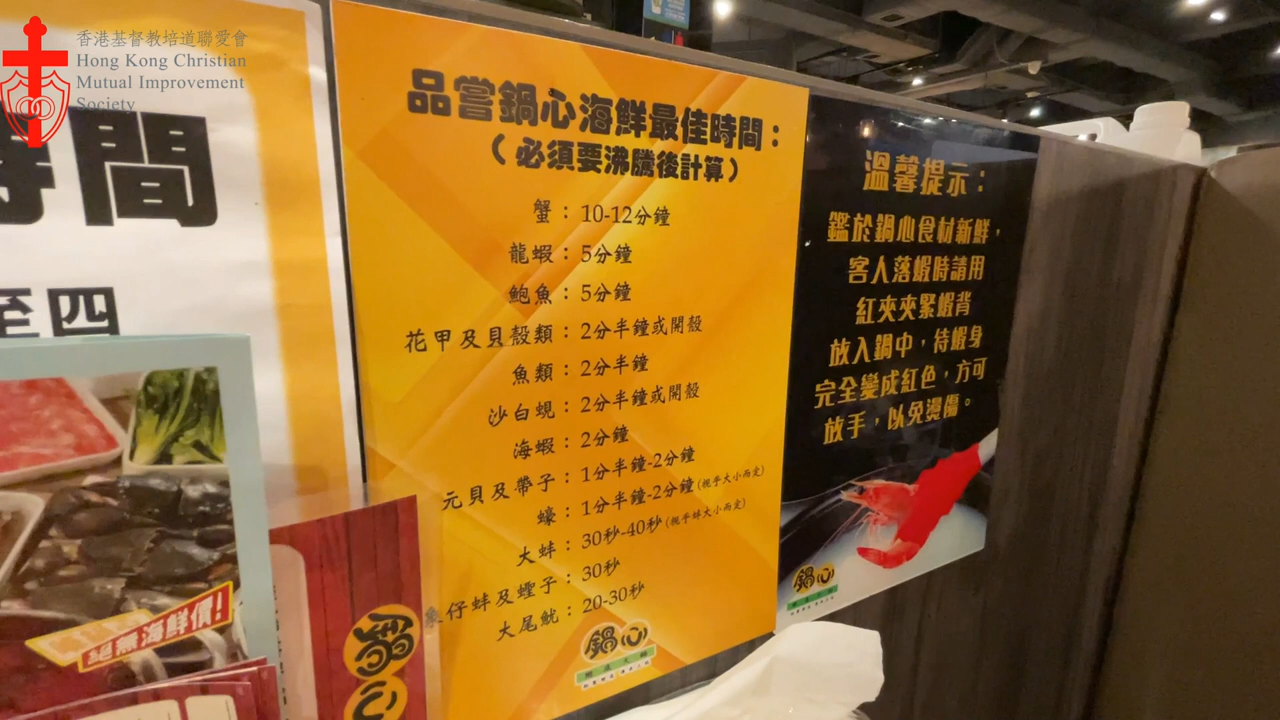 香港基督教培道聯愛會
Hong Kong Christian
Mutual Improvement
Society
時間
至四
超無海鮮價!
鍋心
品嘗鍋心海鮮最佳時間：
（必須要沸騰後計算）
蟹：10-12分鐘
龍蝦：5分鐘
鮑魚：5分鐘
花甲及貝殼類：2分半鐘或開殼
魚類：2分半鐘
沙白蜆：2分半鐘或開殼
海蝦：2分鐘
元貝及帶子：1分半鐘-2分鐘
蠔：1分半鐘-2分鐘(視乎大小而定)
大蚌：30秒-40秒(視乎蚌大小而定)
象仔蚌及蟶子：30秒
大尾魷：20-30秒
鍋心
溫馨提示：
鑑於鍋心食材新鮮，
客人落蝦時請用
紅夾夾緊蝦背
放入鍋中，待蝦身
完全變成紅色，方可
放手，以免燙傷。
鍋心